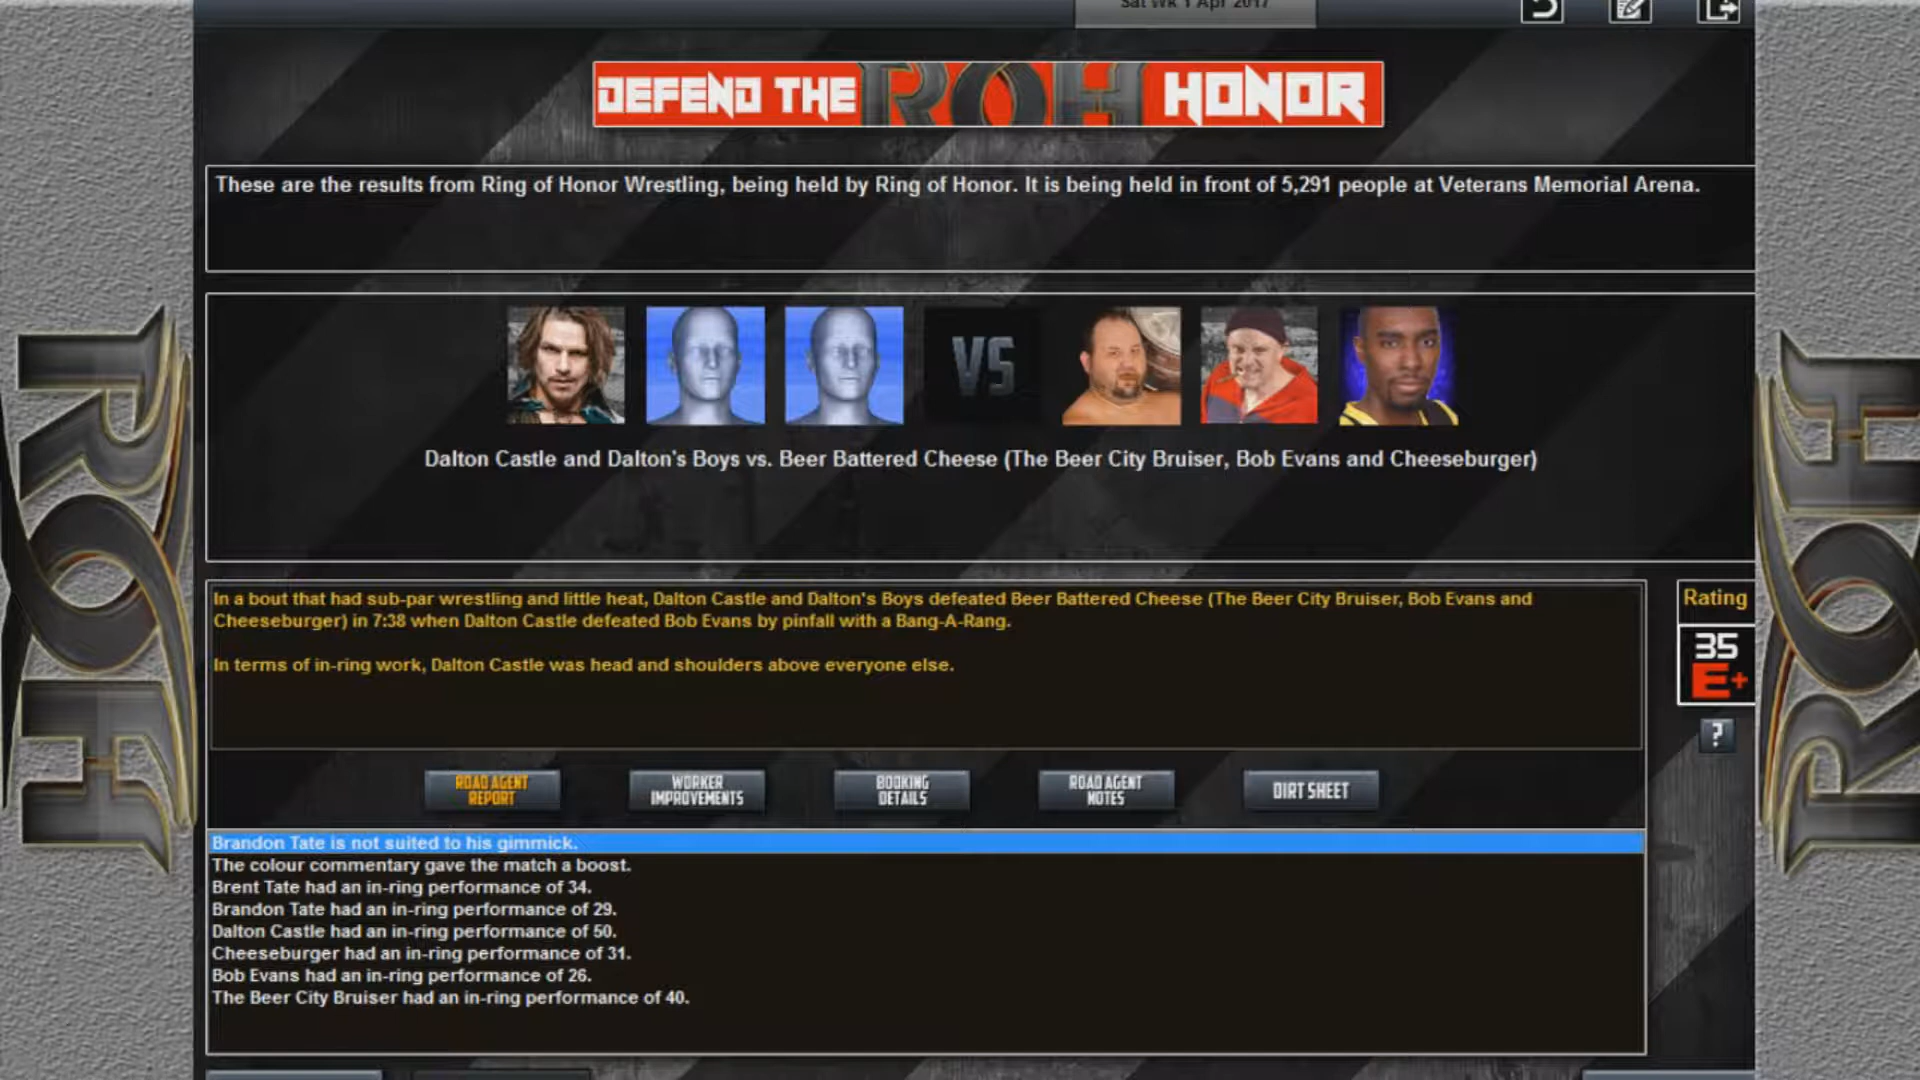 Sat Wk 1 Apr 2017
DEFEND THE ROH HONOR
These are the results from Ring of Honor Wrestling, being held by Ring of Honor. It is being held in front of 5,291 people at Veterans Memorial Arena.
VS
Dalton Castle and Dalton's Boys vs. Beer Battered Cheese (The Beer City Bruiser, Bob Evans and Cheeseburger)
In a bout that had sub-par wrestling and little heat, Dalton Castle and Dalton's Boys defeated Beer Battered Cheese (The Beer City Bruiser, Bob Evans and
Cheeseburger) in 7:38 when Dalton Castle defeated Bob Evans by pinfall with a Bang-A-Rang.
In terms of in-ring work, Dalton Castle was head and shoulders above everyone else.
Rating
35
E+
?
ROAD AGENT
REPORT
WORKER
IMPROVEMENTS
BOOKING
DETAILS
ROAD AGENT
NOTES
DIRT SHEET
Brandon Tate is not suited to his gimmick.
The colour commentary gave the match a boost.
Brent Tate had an in-ring performance of 34.
Brandon Tate had an in-ring performance of 29.
Dalton Castle had an in-ring performance of 50.
Cheeseburger had an in-ring performance of 31.
Bob Evans had an in-ring performance of 26.
The Beer City Bruiser had an in-ring performance of 40.
ROH
ROH